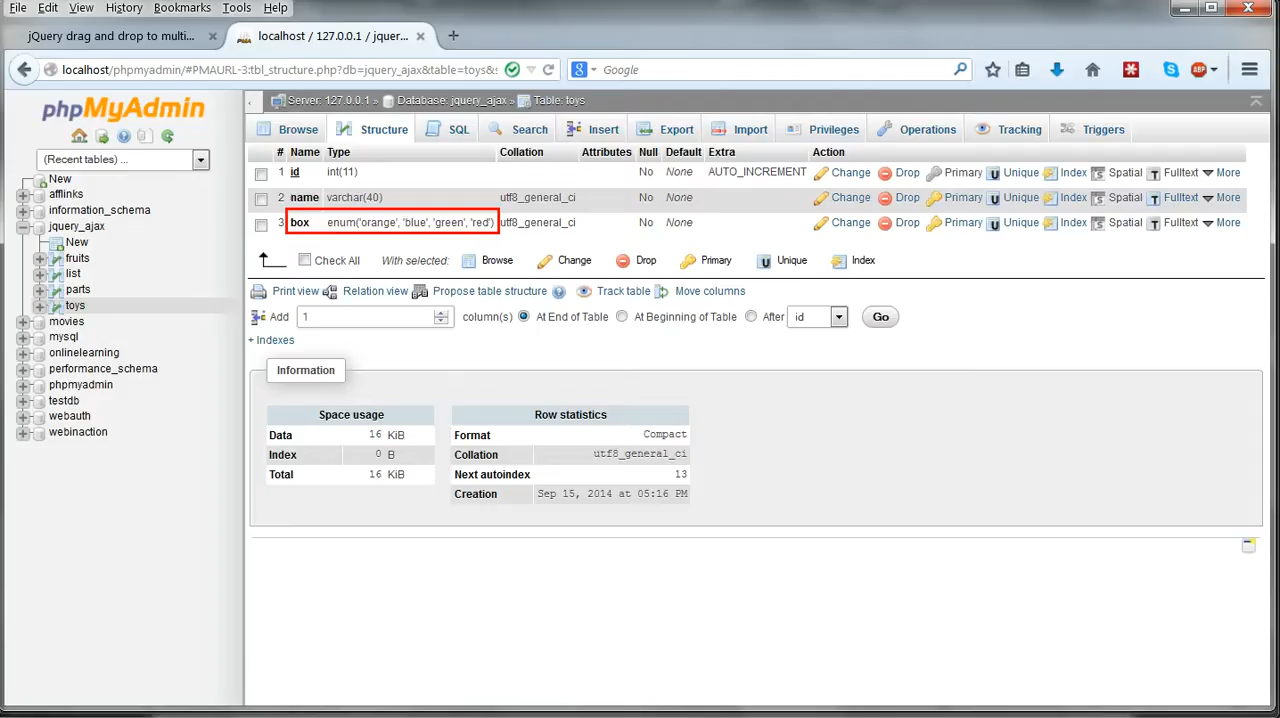 File Edit View History Bookmarks Tools Help
jQuery drag and drop to multi... × localhost / 127.0.0.1 / jquer... × +
localhost/phpmyadmin/#PMAURL-3:tbl_structure.php?db=jquery_ajax&table=toys& Google
phpMyAdmin
(Recent tables) ...
New
afflinks
information_schema
jquery_ajax
New
fruits
list
parts
toys
movies
mysql
onlinelearning
performance_schema
phpmyadmin
testdb
webauth
webinaction
Server: 127.0.0.1 » Database: jquery_ajax » Table: toys
Browse Structure SQL Search Insert Export Import Privileges Operations Tracking Triggers
# Name Type Collation Attributes Null Default Extra Action
1 id int(11) No None AUTO_INCREMENT Change Drop Primary Unique Index Spatial Fulltext More
2 name varchar(40) utf8_general_ci No None Change Drop Primary Unique Index Spatial Fulltext More
3 box enum('orange', 'blue', 'green', 'red') utf8_general_ci No None Change Drop Primary Unique Index Spatial Fulltext More
Check All With selected: Browse Change Drop Primary Unique Index
Print view Relation view Propose table structure Track table Move columns
Add 1 column(s) At End of Table At Beginning of Table After id Go
+ Indexes
Information
Space usage
Data 16 KiB
Index 0 B
Total 16 KiB
Row statistics
Format Compact
Collation utf8_general_ci
Next autoindex 13
Creation Sep 15, 2014 at 05:16 PM